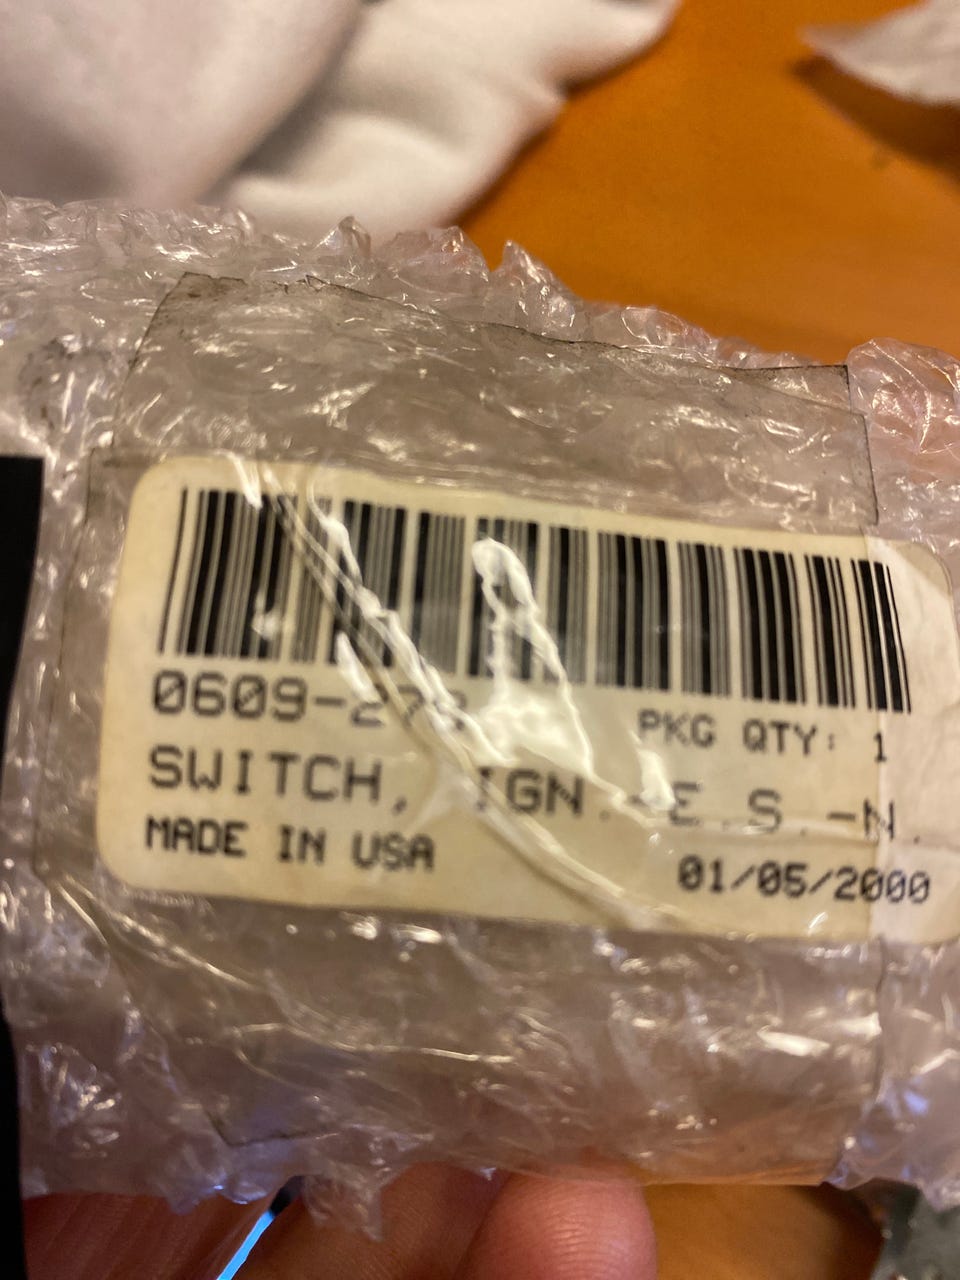 PKG QTY: 1
SWITCH, IGN.-E.S.-N.
MADE IN USA
01/05/2000